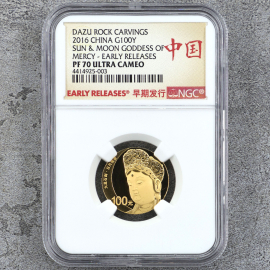 DAZU ROCK CARVINGS
2016 CHINA G100Y
SUN & MOON GODDESS OF
MERCY - EARLY RELEASES
PF 70 ULTRA CAMEO
4414925-003
中国
EARLY RELEASES® 早期发行
NGC
100元